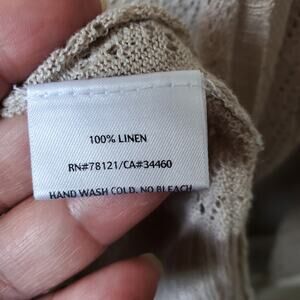 100% LINEN
RN#78121/CA#34460
HAND WASH COLD. NO BLEACH